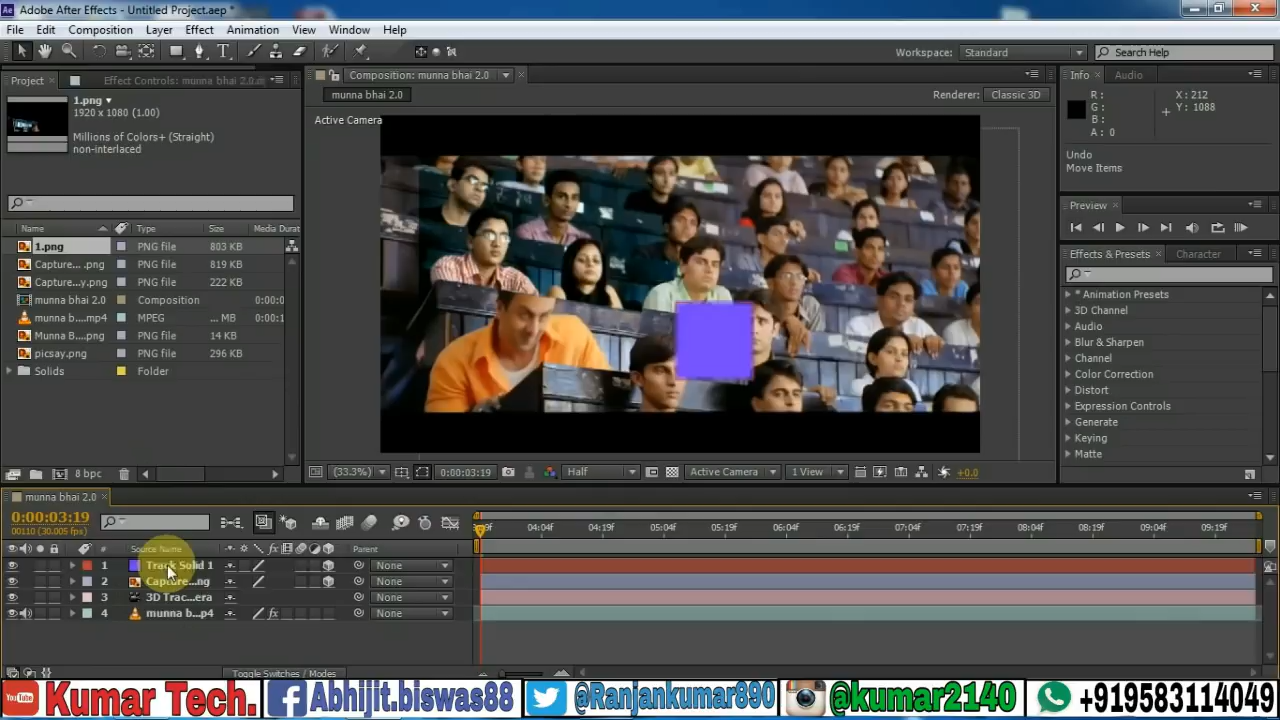 Adobe After Effects - Untitled Project.aep *
File Edit Composition Layer Effect Animation View Window Help
Workspace: Standard Search Help
Project Effect Controls: munna bhai 2.0.m
Composition: munna bhai 2.0
Info Audio
munna bhai 2.0
Renderer: Classic 3D
1.png
1920 x 1080 (1.00)
Millions of Colors+ (Straight)
non-interlaced
Active Camera
R :
G :
B :
A : 0
X : 212
Y : 1088
Undo
Move Items
Preview
Name Type Size Media Durat
1.png PNG file 803 KB
Capture... .png PNG file 819 KB
Capture...y.png PNG file 222 KB
munna bhai 2.0 Composition 0:00:0
munna b....mp4 MPEG ... MB 0:00:1
Munna B....png PNG file 14 KB
picsay.png PNG file 296 KB
Solids Folder
Effects & Presets Character
* Animation Presets
3D Channel
Audio
Blur & Sharpen
Channel
Color Correction
Distort
Expression Controls
Generate
Keying
Matte
8 bpc
(33.3%) 0:00:03:19 Half Active Camera 1 View +0.0
munna bhai 2.0
0:00:03:19
00110 (30.005 fps)
04:04f 04:19f 05:04f 05:19f 06:04f 06:19f 07:04f 07:19f 08:04f 08:19f 09:04f 09:19f
# Source Name fx Parent
1 Track Solid 1 None
2 Capture...ng None
3 3D Trac...era None
4 munna b...p4 fx None
Toggle Switches / Modes
You Tube Kumar Tech. Abhijit.biswas88 @Ranjankumar890 @kumar2140 +919583114049